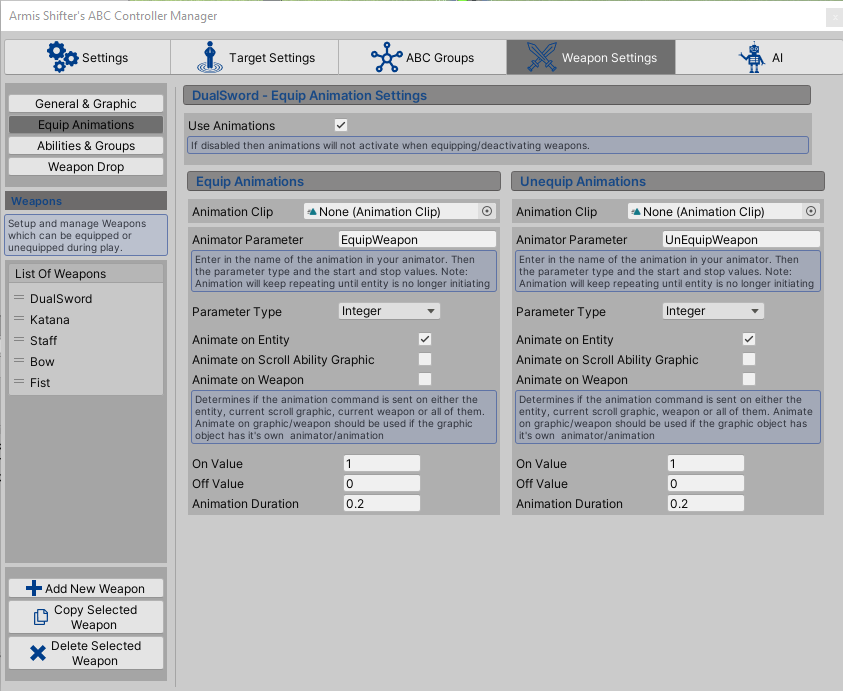 Armis Shifter's ABC Controller Manager
Settings
Target Settings
ABC Groups
Weapon Settings
AI
General & Graphic
Equip Animations
Abilities & Groups
Weapon Drop
Weapons
Setup and manage Weapons
which can be equipped or
unequipped during play.
List Of Weapons
DualSword
Katana
Staff
Bow
Fist
Add New Weapon
Copy Selected
Weapon
Delete Selected
Weapon
DualSword - Equip Animation Settings
Use Animations
If disabled then animations will not activate when equipping/deactivating weapons.
Equip Animations
Animation Clip
None (Animation Clip)
Animator Parameter
EquipWeapon
Enter in the name of the animation in your animator. Then
the parameter type and the start and stop values. Note:
Animation will keep repeating until entity is no longer initiating
Parameter Type
Integer
Animate on Entity
Animate on Scroll Ability Graphic
Animate on Weapon
Determines if the animation command is sent on either the
entity, current scroll graphic, current weapon or all of them.
Animate on graphic/weapon should be used if the graphic
object has it's own  animator/animation
On Value
1
Off Value
0
Animation Duration
0.2
Unequip Animations
Animation Clip
None (Animation Clip)
Animator Parameter
UnEquipWeapon
Enter in the name of the animation in your animator. Then
the parameter type and the start and stop values. Note:
Animation will keep repeating until entity is no longer initiating
Parameter Type
Integer
Animate on Entity
Animate on Scroll Ability Graphic
Animate on Weapon
Determines if the animation command is sent on either the
entity, current scroll graphic, weapon or all of them. Animate
on graphic/weapon should be used if the graphic object has
it's own  animator/animation
On Value
1
Off Value
0
Animation Duration
0.2